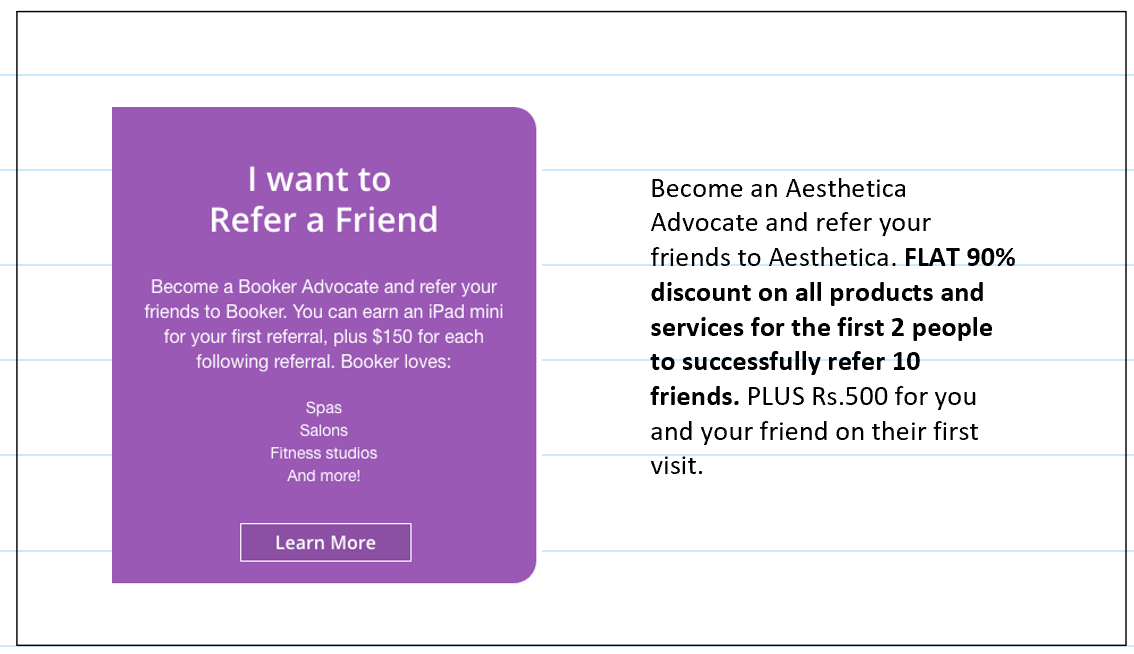 I want to
Refer a Friend
Become a Booker Advocate and refer your
friends to Booker. You can earn an iPad mini
for your first referral, plus $150 for each
following referral. Booker loves:
Spas
Salons
Fitness studios
And more!
Learn More
Become an Aesthetica
Advocate and refer your
friends to Aesthetica. FLAT 90%
discount on all products and
services for the first 2 people
to successfully refer 10
friends. PLUS Rs.500 for you
and your friend on their first
visit.